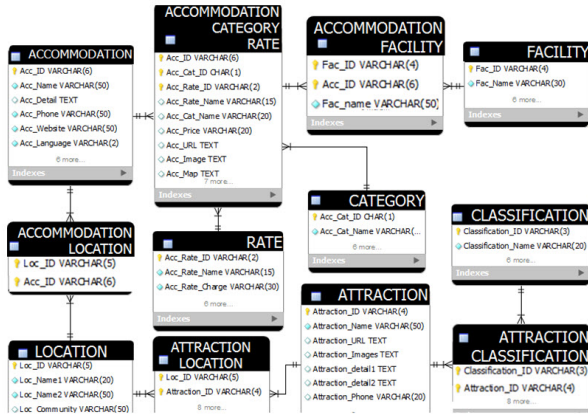 ACCOMMODATION
Acc_ID VARCHAR(6)
Acc_Name VARCHAR(50)
Acc_Detail TEXT
Acc_Phone VARCHAR(50)
Acc_Website VARCHAR(50)
Acc_Language VARCHAR(2)
6 more...
Indexes
ACCOMMODATION
CATEGORY
RATE
Acc_ID VARCHAR(6)
Acc_Cat_ID CHAR(1)
Acc_Rate_ID VARCHAR(2)
Acc_Rate_Name VARCHAR(15)
Acc_Cat_Name VARCHAR(20)
Acc_Price VARCHAR(20)
Acc_URL TEXT
Acc_Image TEXT
Acc_Map TEXT
7 more...
Indexes
ACCOMMODATION
FACILITY
Fac_ID VARCHAR(4)
Acc_ID VARCHAR(6)
Fac_name VARCHAR(50)
FACILITY
Fac_ID VARCHAR(4)
Fac_Name VARCHAR(30)
6 more...
Indexes
ACCOMMODATION
LOCATION
Loc_ID VARCHAR(5)
Acc_ID VARCHAR(6)
RATE
Acc_Rate_ID VARCHAR(2)
Acc_Rate_Name VARCHAR(15)
Acc_Rate_Charge VARCHAR(30)
6 more...
Indexes
CATEGORY
Acc_Cat_ID CHAR(1)
Acc_Cat_Name VARCHAR(...
6 more...
Indexes
CLASSIFICATION
Classification_ID VARCHAR(3)
Classification_Name VARCHAR(20)
6 more...
Indexes
LOCATION
Loc_ID VARCHAR(5)
Loc_Name1 VARCHAR(20)
Loc_Name2 VARCHAR(50)
Loc_Community VARCHAR(50)
ATTRACTION
LOCATION
Loc_ID VARCHAR(5)
Attraction_ID VARCHAR(4)
8 more...
Indexes
ATTRACTION
Attraction_ID VARCHAR(4)
Attraction_Name VARCHAR(50)
Attraction_URL TEXT
Attraction_Images TEXT
Attraction_detail1 TEXT
Attraction_detail2 TEXT
Attraction_Phone VARCHAR(20)
ATTRACTION
CLASSIFICATION
Classification_ID VARCHAR(3)
Attraction_ID VARCHAR(4)
8 more...
Indexes